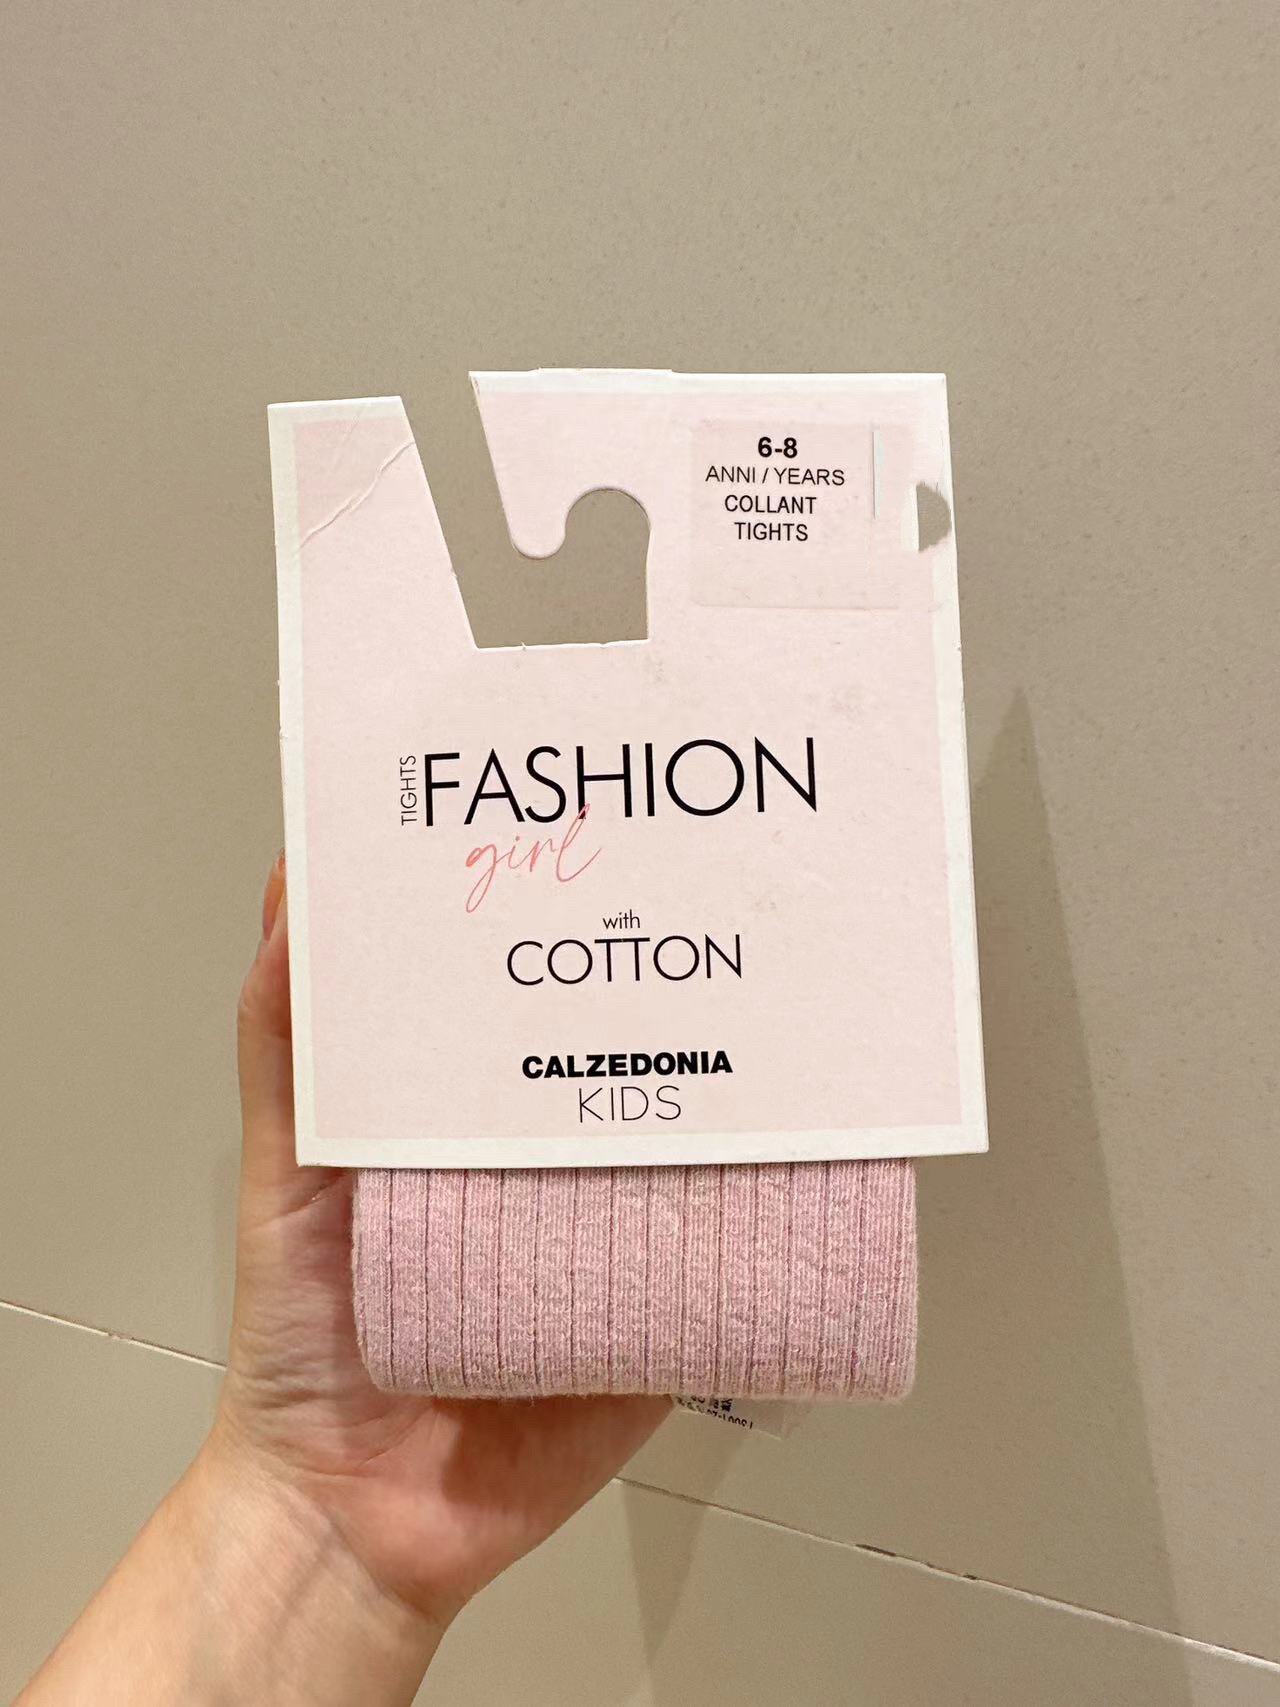 6-8
ANNI / YEARS
COLLANT
TIGHTS
TIGHTS
FASHION
girl
with
COTTON
CALZEDONIA
KIDS